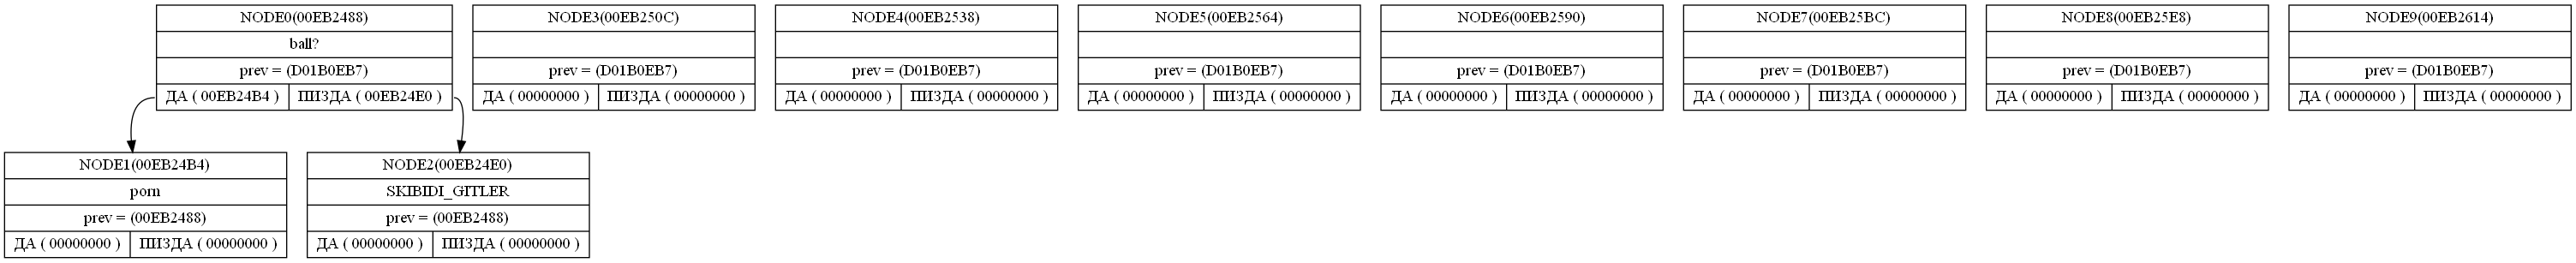 NODE0(00EB2488)
ball?
prev = (D01B0EB7)
ДА ( 00EB24B4 ) ПИЗДА ( 00EB24E0 )
NODE3(00EB250C)
prev = (D01B0EB7)
ДА ( 00000000 ) ПИЗДА ( 00000000 )
NODE4(00EB2538)
prev = (D01B0EB7)
ДА ( 00000000 ) ПИЗДА ( 00000000 )
NODE5(00EB2564)
prev = (D01B0EB7)
ДА ( 00000000 ) ПИЗДА ( 00000000 )
NODE6(00EB2590)
prev = (D01B0EB7)
ДА ( 00000000 ) ПИЗДА ( 00000000 )
NODE7(00EB25BC)
prev = (D01B0EB7)
ДА ( 00000000 ) ПИЗДА ( 00000000 )
NODE8(00EB25E8)
prev = (D01B0EB7)
ДА ( 00000000 ) ПИЗДА ( 00000000 )
NODE9(00EB2614)
prev = (D01B0EB7)
ДА ( 00000000 ) ПИЗДА ( 00000000 )
NODE1(00EB24B4)
porn
prev = (00EB2488)
ДА ( 00000000 ) ПИЗДА ( 00000000 )
NODE2(00EB24E0)
SKIBIDI_GITLER
prev = (00EB2488)
ДА ( 00000000 ) ПИЗДА ( 00000000 )